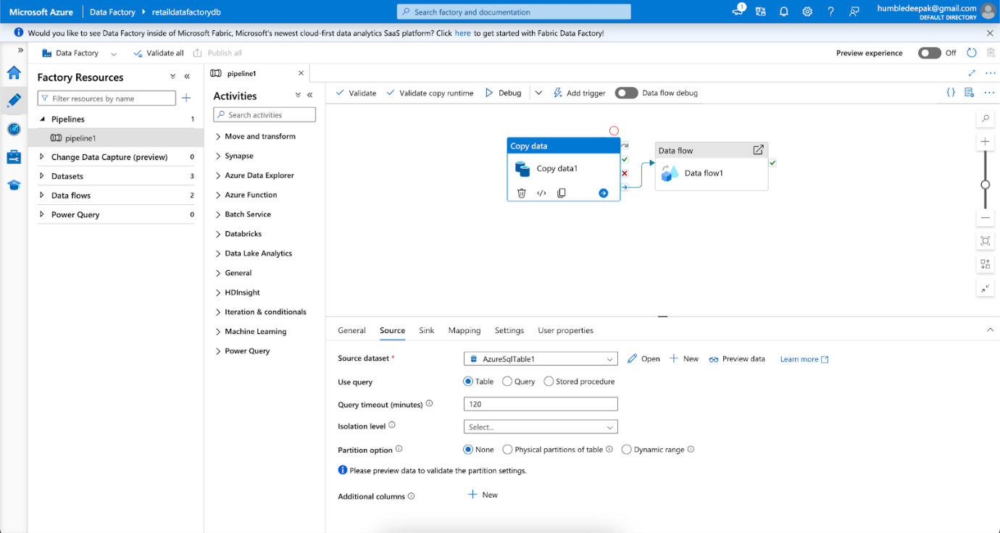 Microsoft Azure Data Factory retaildatafactorydb Search factory and documentation 1 humbledeepak@gmail.com
DEFAULT DIRECTORY
Would you like to see Data Factory inside of Microsoft Fabric, Microsoft's newest cloud-first data analytics SaaS platform? Click here to get started with Fabric Data Factory!
Data Factory Validate all Publish all Preview experience Off
Factory Resources
Filter resources by name
Pipelines 1
pipeline1
Change Data Capture (preview) 0
Datasets 3
Data flows 2
Power Query 0
pipeline1
Activities
Search activities
Move and transform
Synapse
Azure Data Explorer
Azure Function
Batch Service
Databricks
Data Lake Analytics
General
HDInsight
Iteration & conditionals
Machine Learning
Power Query
Validate Validate copy runtime Debug Add trigger Data flow debug
Copy data
Copy data1
Data flow
Data flow1
General Source Sink Mapping Settings User properties
Source dataset * AzureSqlTable1 Open New Preview data Learn more
Use query Table Query Stored procedure
Query timeout (minutes) 120
Isolation level Select...
Partition option None Physical partitions of table Dynamic range
Please preview data to validate the partition settings.
Additional columns New